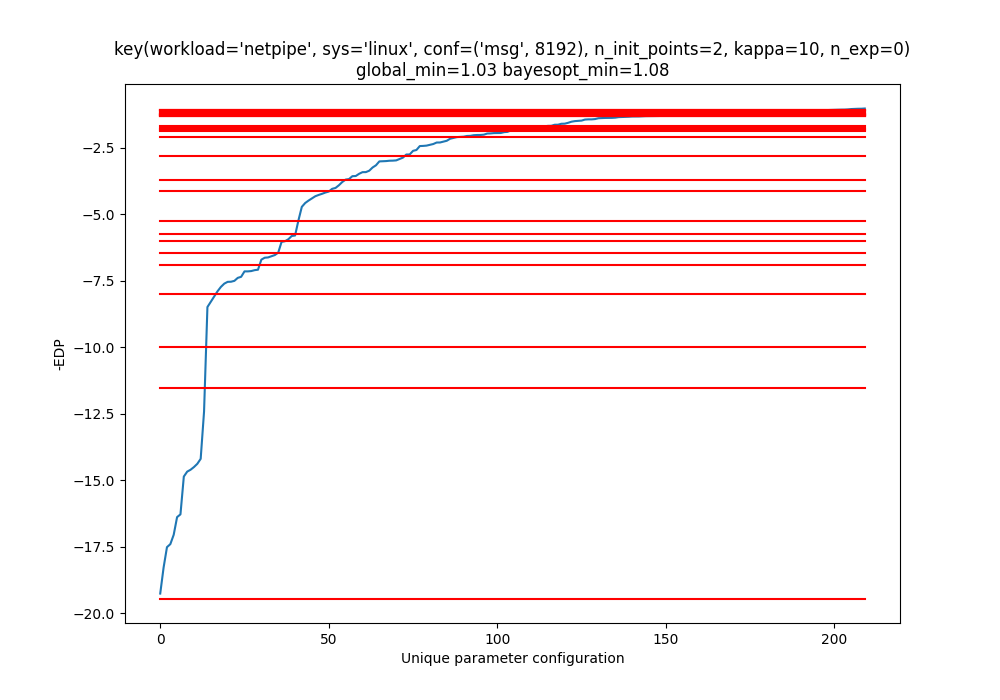 key(workload='netpipe', sys='linux', conf=('msg', 8192), n_init_points=2, kappa=10, n_exp=0)
global_min=1.03 bayesopt_min=1.08
−2.5
−5.0
−7.5
−10.0
−12.5
−15.0
−17.5
−20.0
-EDP
0 50 100 150 200
Unique parameter configuration